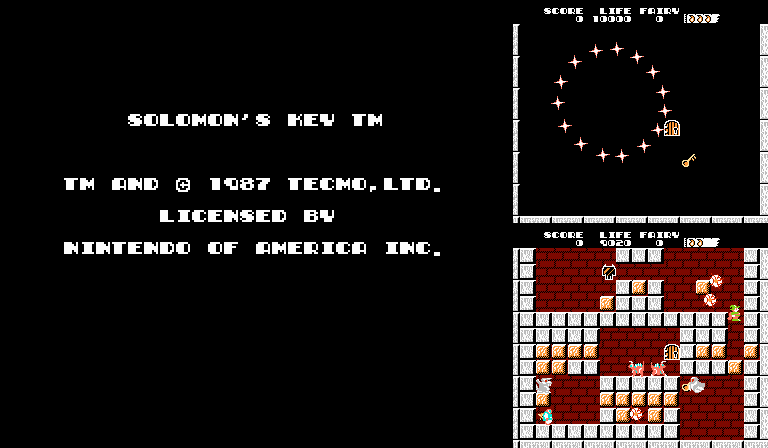 SOLOMON'S KEY TM
TM AND © 1987 TECMO,LTD.
LICENSED BY
NINTENDO OF AMERICA INC.
SCORE LIFE FAIRY
0 10000 0
SCORE LIFE FAIRY
0 9020 0